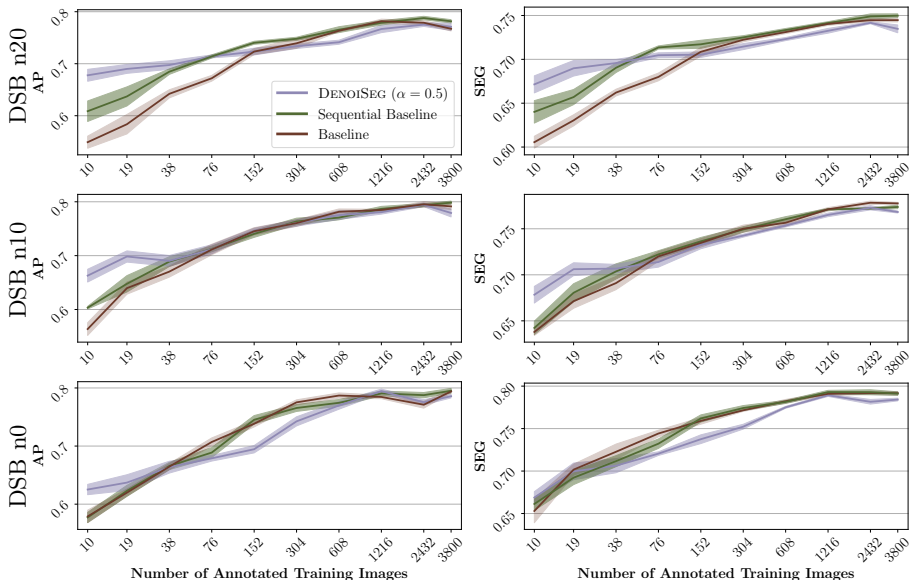 DSB n20
AP
0.8
0.7
0.6
10 19 38 76 152 304 608 1216 2432 3800
DENOISEG (α = 0.5)
Sequential Baseline
Baseline
SEG
0.75
0.70
0.65
0.60
10 19 38 76 152 304 608 1216 2432 3800
DSB n10
AP
0.8
0.7
0.6
10 19 38 76 152 304 608 1216 2432 3800
SEG
0.75
0.70
0.65
10 19 38 76 152 304 608 1216 2432 3800
DSB n0
AP
0.8
0.7
0.6
10 19 38 76 152 304 608 1216 2432 3800
Number of Annotated Training Images
SEG
0.80
0.75
0.70
0.65
10 19 38 76 152 304 608 1216 2432 3800
Number of Annotated Training Images